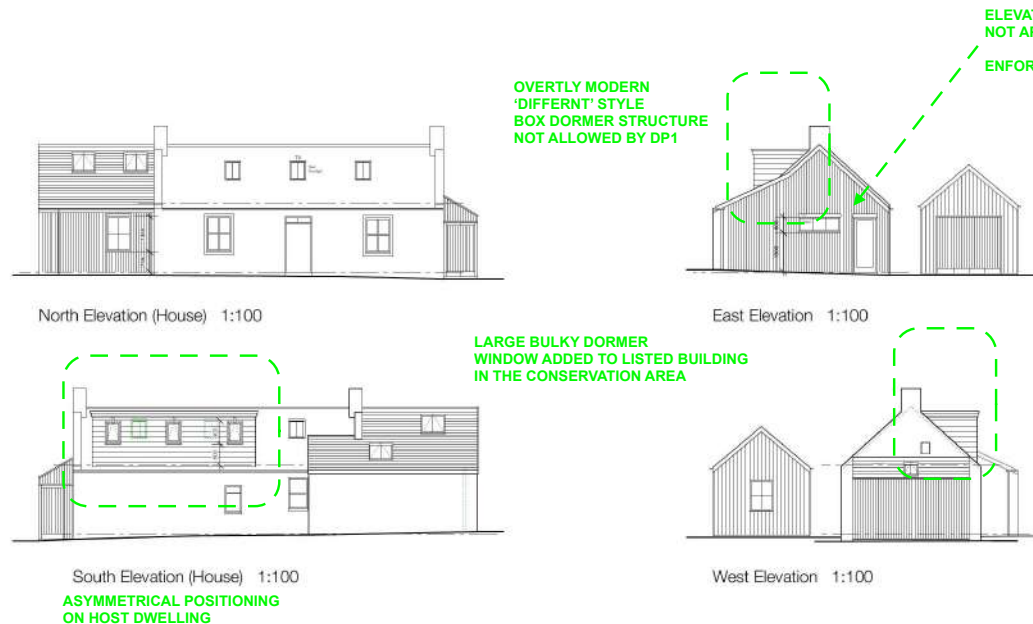 ELEVAT
NOT AP
ENFOR
OVERTLY MODERN
‘DIFFERNT’ STYLE
BOX DORMER STRUCTURE
NOT ALLOWED BY DP1
North Elevation (House) 1:100
East Elevation 1:100
LARGE BULKY DORMER
WINDOW ADDED TO LISTED BUILDING
IN THE CONSERVATION AREA
South Elevation (House) 1:100
West Elevation 1:100
ASYMMETRICAL POSITIONING
ON HOST DWELLING